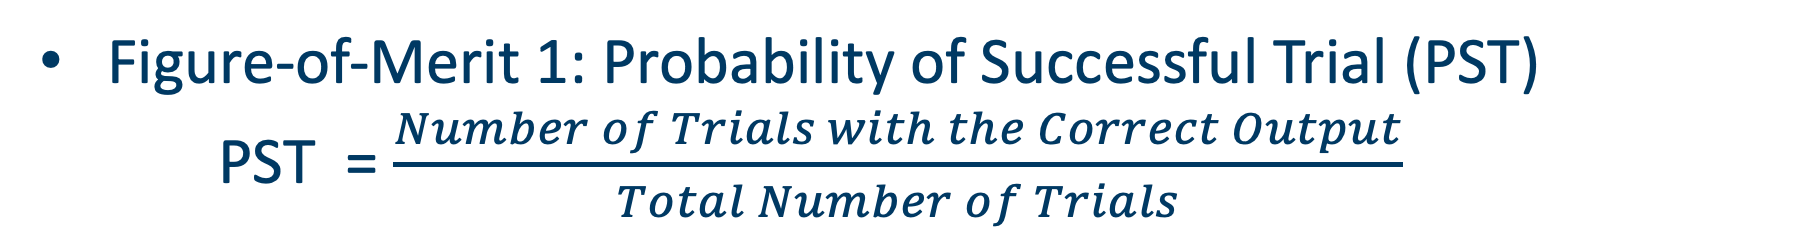 • Figure-of-Merit 1: Probability of Successful Trial (PST)
Number of Trials with the Correct Output
PST =
Total Number of Trials